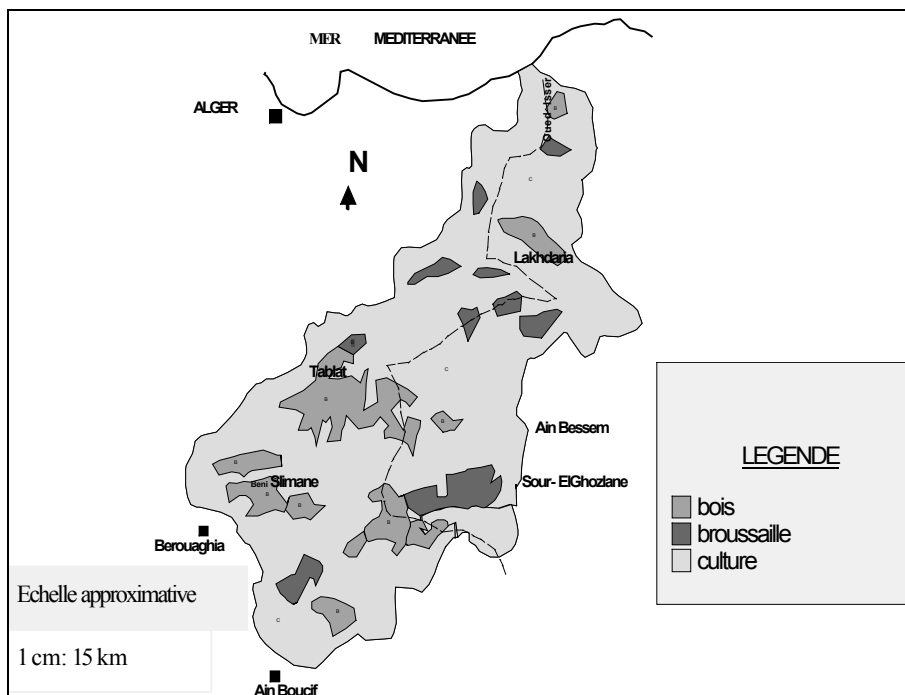 MER MEDITERRANEE
ALGER
Oued-Isser
B
N
C
B
Lakhdaria
B
Tablat
C
B
B
Ain Bessem
B
Beni Slimane
B
B
Sour- ElGhozlane
B
Berouaghia
B
C
Ain Boucif
LEGENDE
bois
broussaille
culture
Echelle approximative
1 cm: 15 km